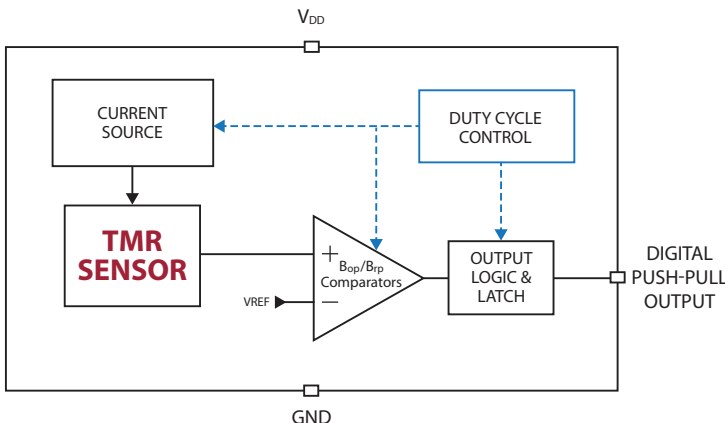 VDD
CURRENT
SOURCE
DUTY CYCLE
CONTROL
TMR
SENSOR
+
Bop/Brp
Comparators
VREF
−
OUTPUT
LOGIC &
LATCH
DIGITAL
PUSH-PULL
OUTPUT
GND